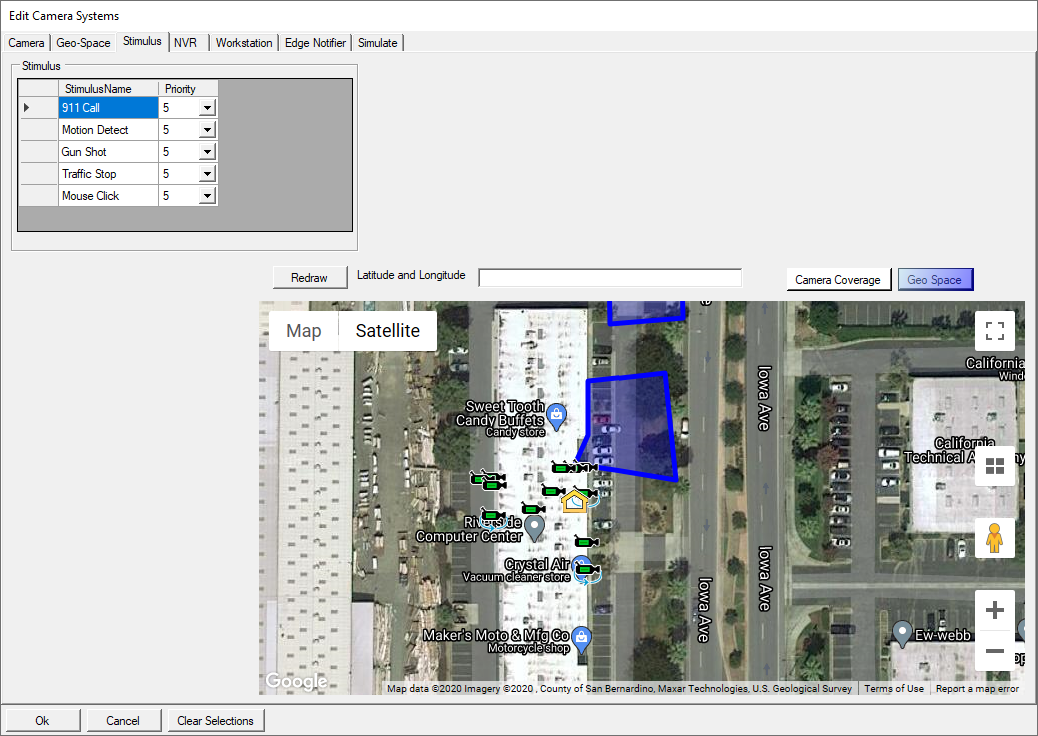 Edit Camera Systems
Camera Geo-Space Stimulus NVR Workstation Edge Notifier Simulate
Stimulus
StimulusName Priority
911 Call 5
Motion Detect 5
Gun Shot 5
Traffic Stop 5
Mouse Click 5
Redraw Latitude and Longitude Camera Coverage Geo Space
Map Satellite
California
Iowa Ave
Sweet Tooth
Candy Buffets
Candy store
California
Technical
Riverside
Computer Center
Crystal Air
Vacuum cleaner store
Iowa Ave
Iowa Ave
Maker's Moto & Mfg Co
Motorcycle shop
Ew-webb
Google
Map data ©2020 Imagery ©2020 , County of San Bernardino, Maxar Technologies, U.S. Geological Survey Terms of Use Report a map error
Ok Cancel Clear Selections